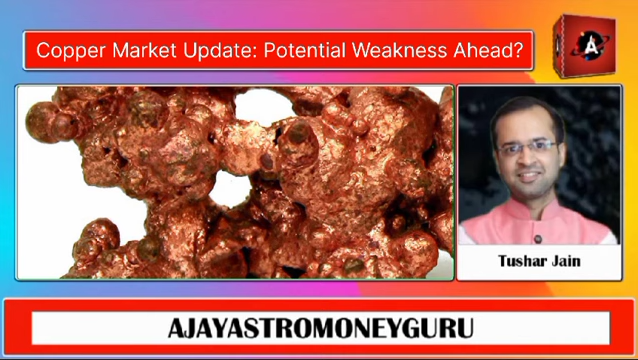 Copper Market Update: Potential Weakness Ahead?
A
Tushar Jain
AJAYASTROMONEYGURU